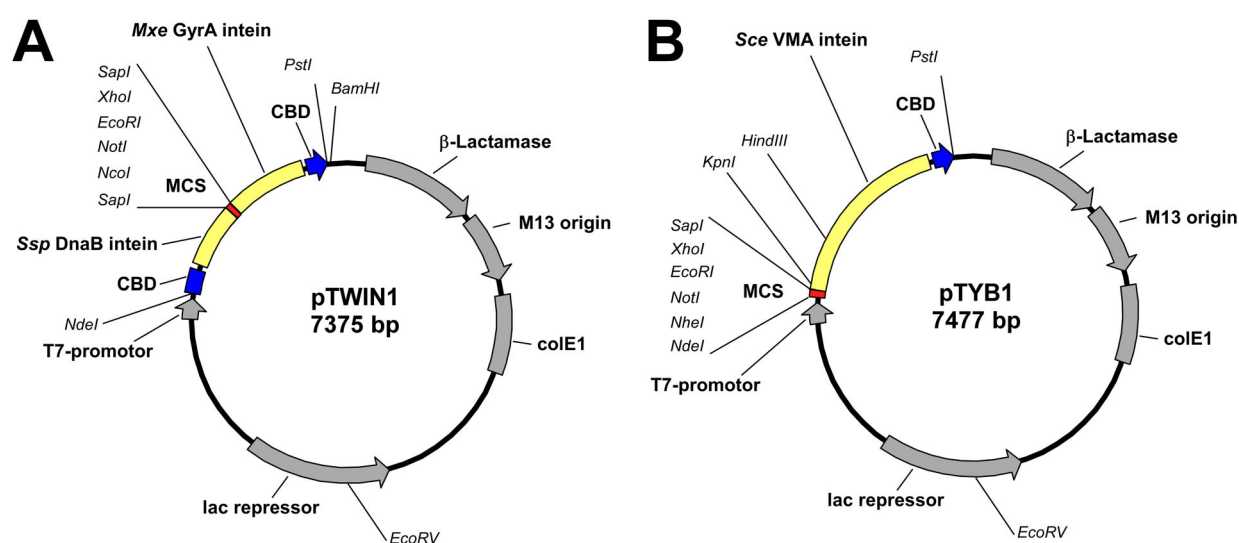 A
Mxe GyrA intein
PstI
SapI
BamHI
XhoI
CBD
EcoRI
NotI
β-Lactamase
NcoI
MCS
SapI
M13 origin
Ssp DnaB intein
CBD
pTWIN1
7375 bp
NdeI
T7-promotor
colE1
lac repressor
EcoRV
B
Sce VMA intein
PstI
CBD
HindIII
β-Lactamase
KpnI
M13 origin
SapI
XhoI
EcoRI
MCS
NotI
NheI
NdeI
pTYB1
7477 bp
colE1
T7-promotor
lac repressor
EcoRV